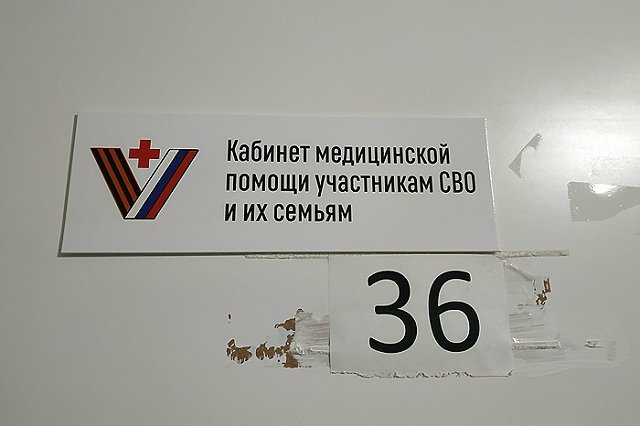 Кабинет медицинской
помощи участникам СВО
и их семьям
36